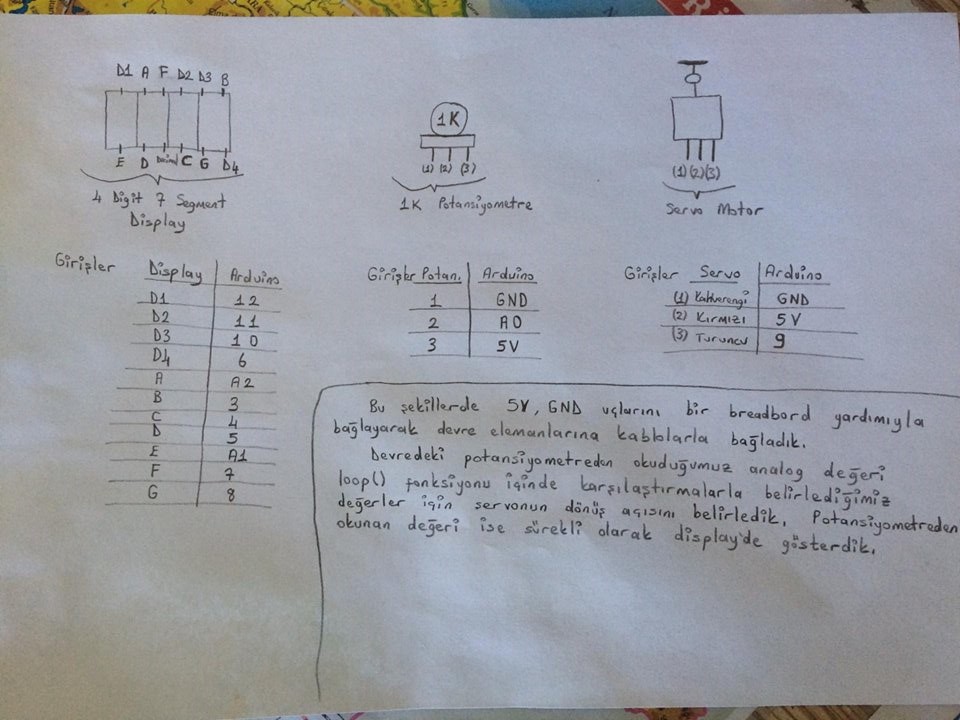 D1 A F D2 D3 B
E D Decimal C G D4
4 Digit 7 Segment
Display
1K
(1) (2) (3)
1K Potansiyometre
(1) (2) (3)
Servo Motor
Girişler Display Arduino
D1 12
D2 11
D3 10
D4 6
A A2
B 3
C 4
D 5
E A1
F 7
G 8
Girişler Potan. Arduino
1 GND
2 A0
3 5V
Girişler Servo Arduino
(1) Kahverengi GND
(2) Kırmızı 5V
(3) Turuncu 9
Bu şekillerde 5V, GND uçlarını bir breadbord yardımıyla
bağlayarak devre elemanlarına kablolarla bağladık.
Devredeki potansiyometreden okuduğumuz analog değeri
loop() fonksiyonu içinde karşılaştırmalarla belirlediğimiz
değerler için servonun dönüş açısını belirledik. Potansiyometreden
okunan değeri ise sürekli olarak display'de gösterdik.